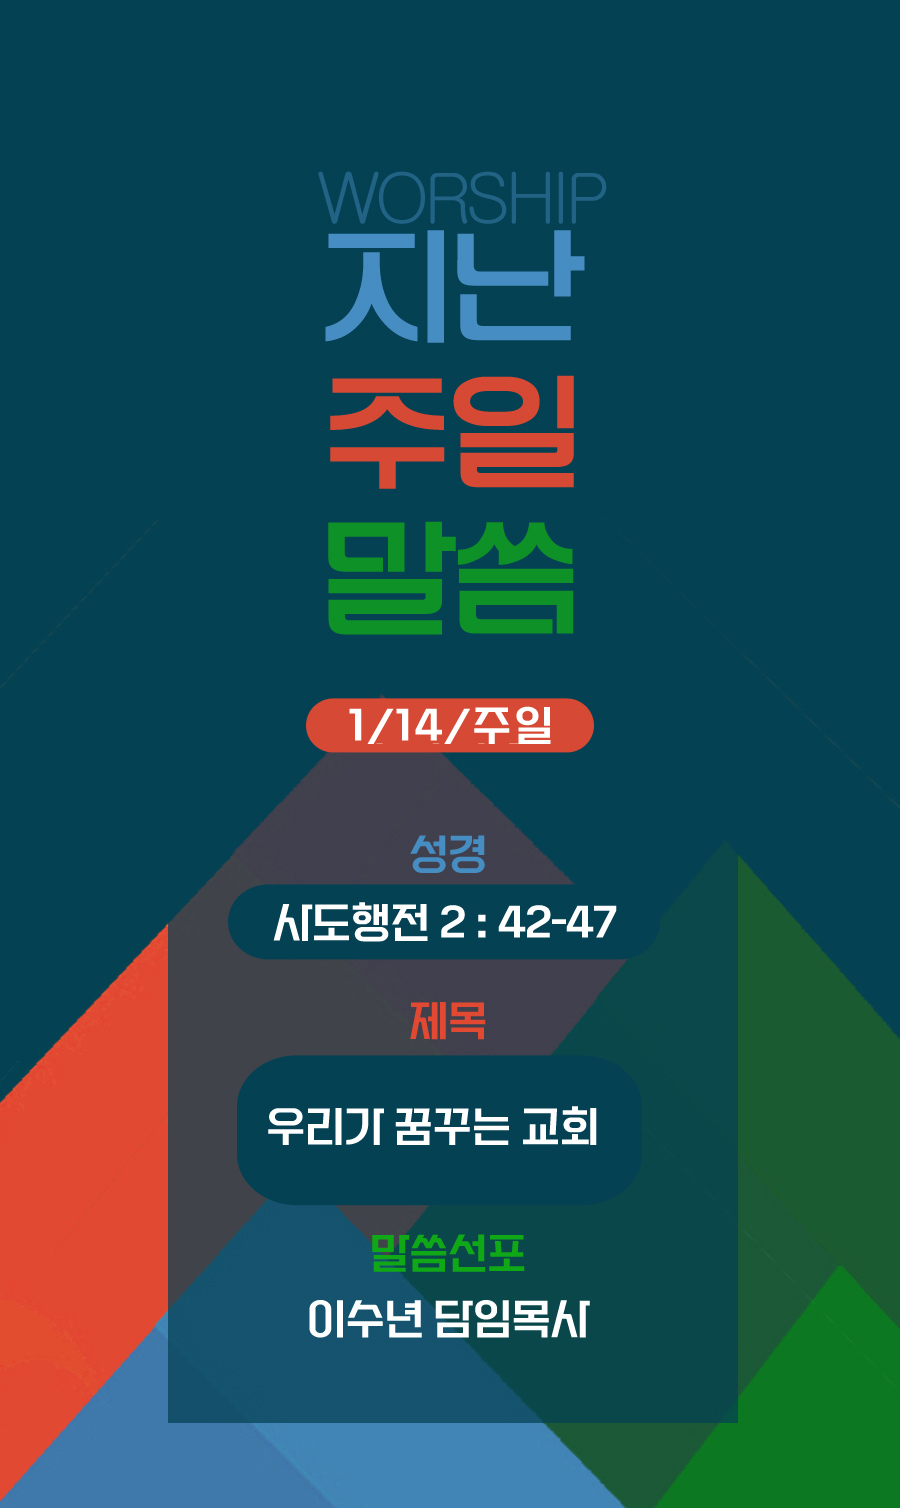 WORSHIP
지난
주일
말씀
1/14/주일
성경
사도행전 2 : 42-47
제목
우리가 꿈꾸는 교회
말씀선포
이수년 담임목사